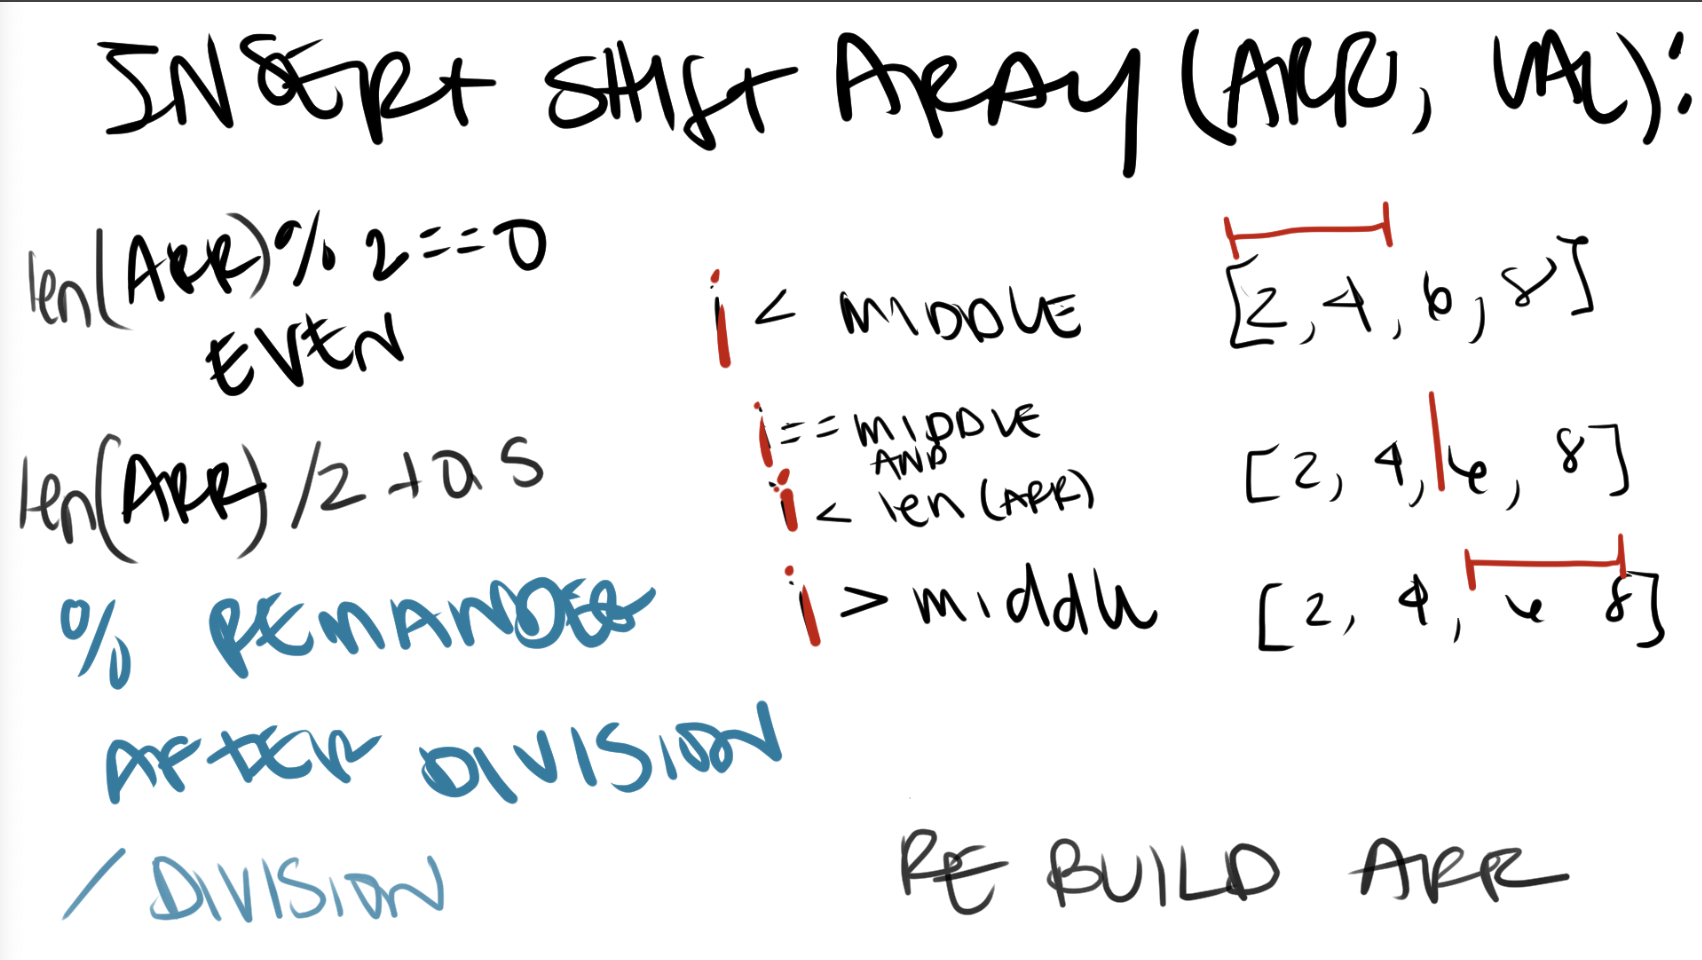 INSERt SHIft ARRAY (ARR, VAL):
len(ARR) % 2 == 0
EVEN
len(ARR) /2 + 0.5
% REMANDER
AFTER DIVISION
/ DIVISION
i < MIDDLE
i == MIDDLE
AND
i < len (ARR)
i > middle
[2, 4, 6, 8]
[2, 4, 6, 8]
[2, 4, 6 8]
RE BUILD ARR